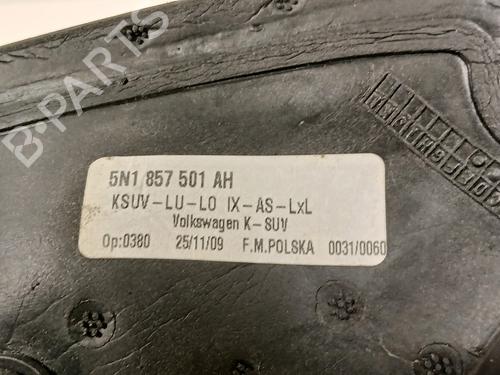 B-PARTS
5N1 857 501 AH
KSUV-LU-LO IX-AS-LxL
Volkswagen K-SUV
Op:0380 25/11/09 F.M.POLSKA 0031/0060